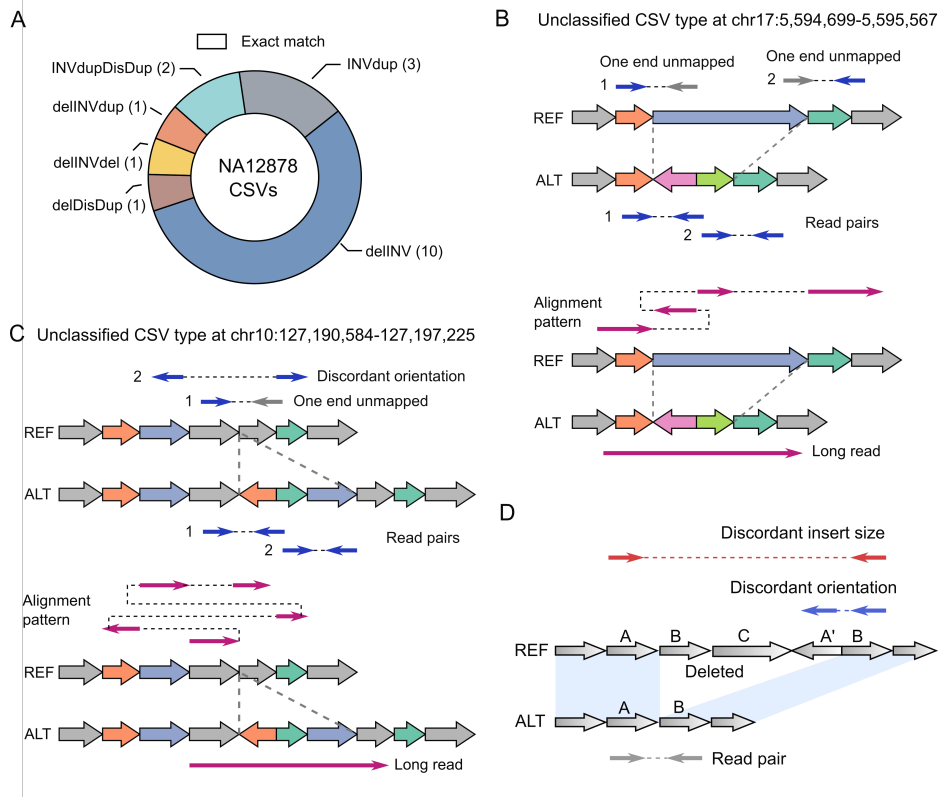 A
Exact match
INVdupDisDup (2)
INVdup (3)
delINVdup (1)
delINVdel (1)
delDisDup (1)
NA12878
CSVs
delINV (10)
B
Unclassified CSV type at chr17:5,594,699-5,595,567
One end unmapped
1
One end unmapped
2
REF
ALT
1
2
Read pairs
Alignment
pattern
REF
ALT
Long read
C
Unclassified CSV type at chr10:127,190,584-127,197,225
2
Discordant orientation
1
One end unmapped
REF
ALT
1
2
Read pairs
Alignment
pattern
REF
ALT
Long read
D
Discordant insert size
Discordant orientation
REF
A
B
C
A'
B
Deleted
ALT
A
B
Read pair